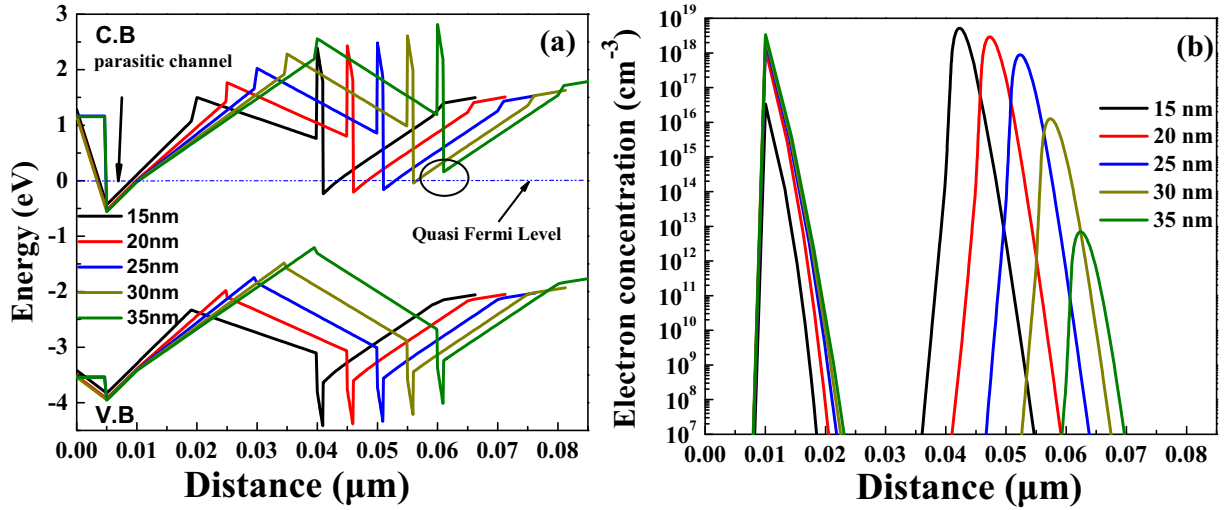 (a)
C.B
parasitic channel
Energy (eV)
3
2
1
0
-1
-2
-3
-4
15nm
20nm
25nm
30nm
35nm
Quasi Fermi Level
V.B
0.00 0.01 0.02 0.03 0.04 0.05 0.06 0.07 0.08
Distance (μm)
(b)
Electron concentration (cm-3)
10^19
10^18
10^17
10^16
10^15
10^14
10^13
10^12
10^11
10^10
10^9
10^8
10^7
15 nm
20 nm
25 nm
30 nm
35 nm
0.00 0.01 0.02 0.03 0.04 0.05 0.06 0.07 0.08
Distance (μm)